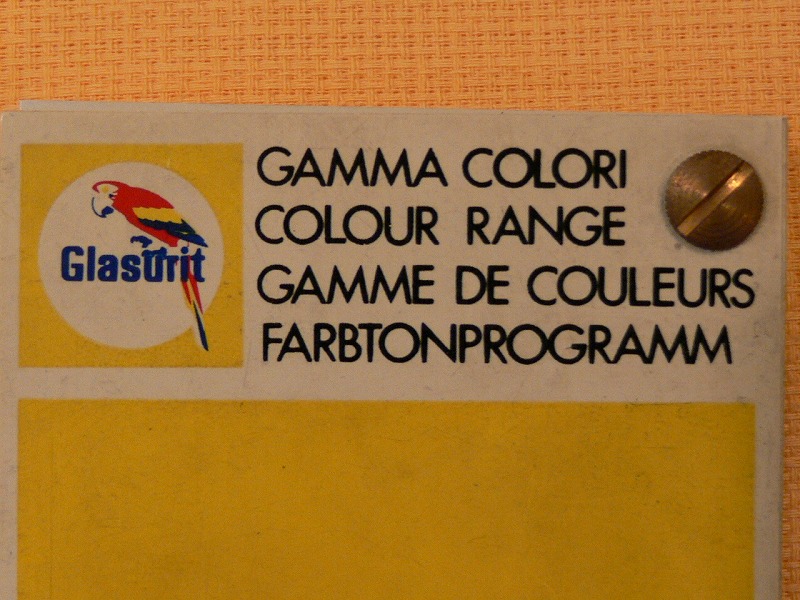 Glasurit
GAMMA COLORI
COLOUR RANGE
GAMME DE COULEURS
FARBTONPROGRAMM